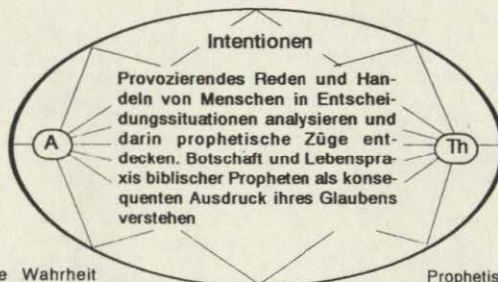 Intentionen
Provozierendes Reden und Han-
deln von Menschen in Entschei-
dungssituationen analysieren und
darin prophetische Züge ent-
decken. Botschaft und Lebenspra-
xis biblischer Propheten als konse-
quenten Ausdruck ihres Glaubens
verstehen
A
Th
Wahrheit